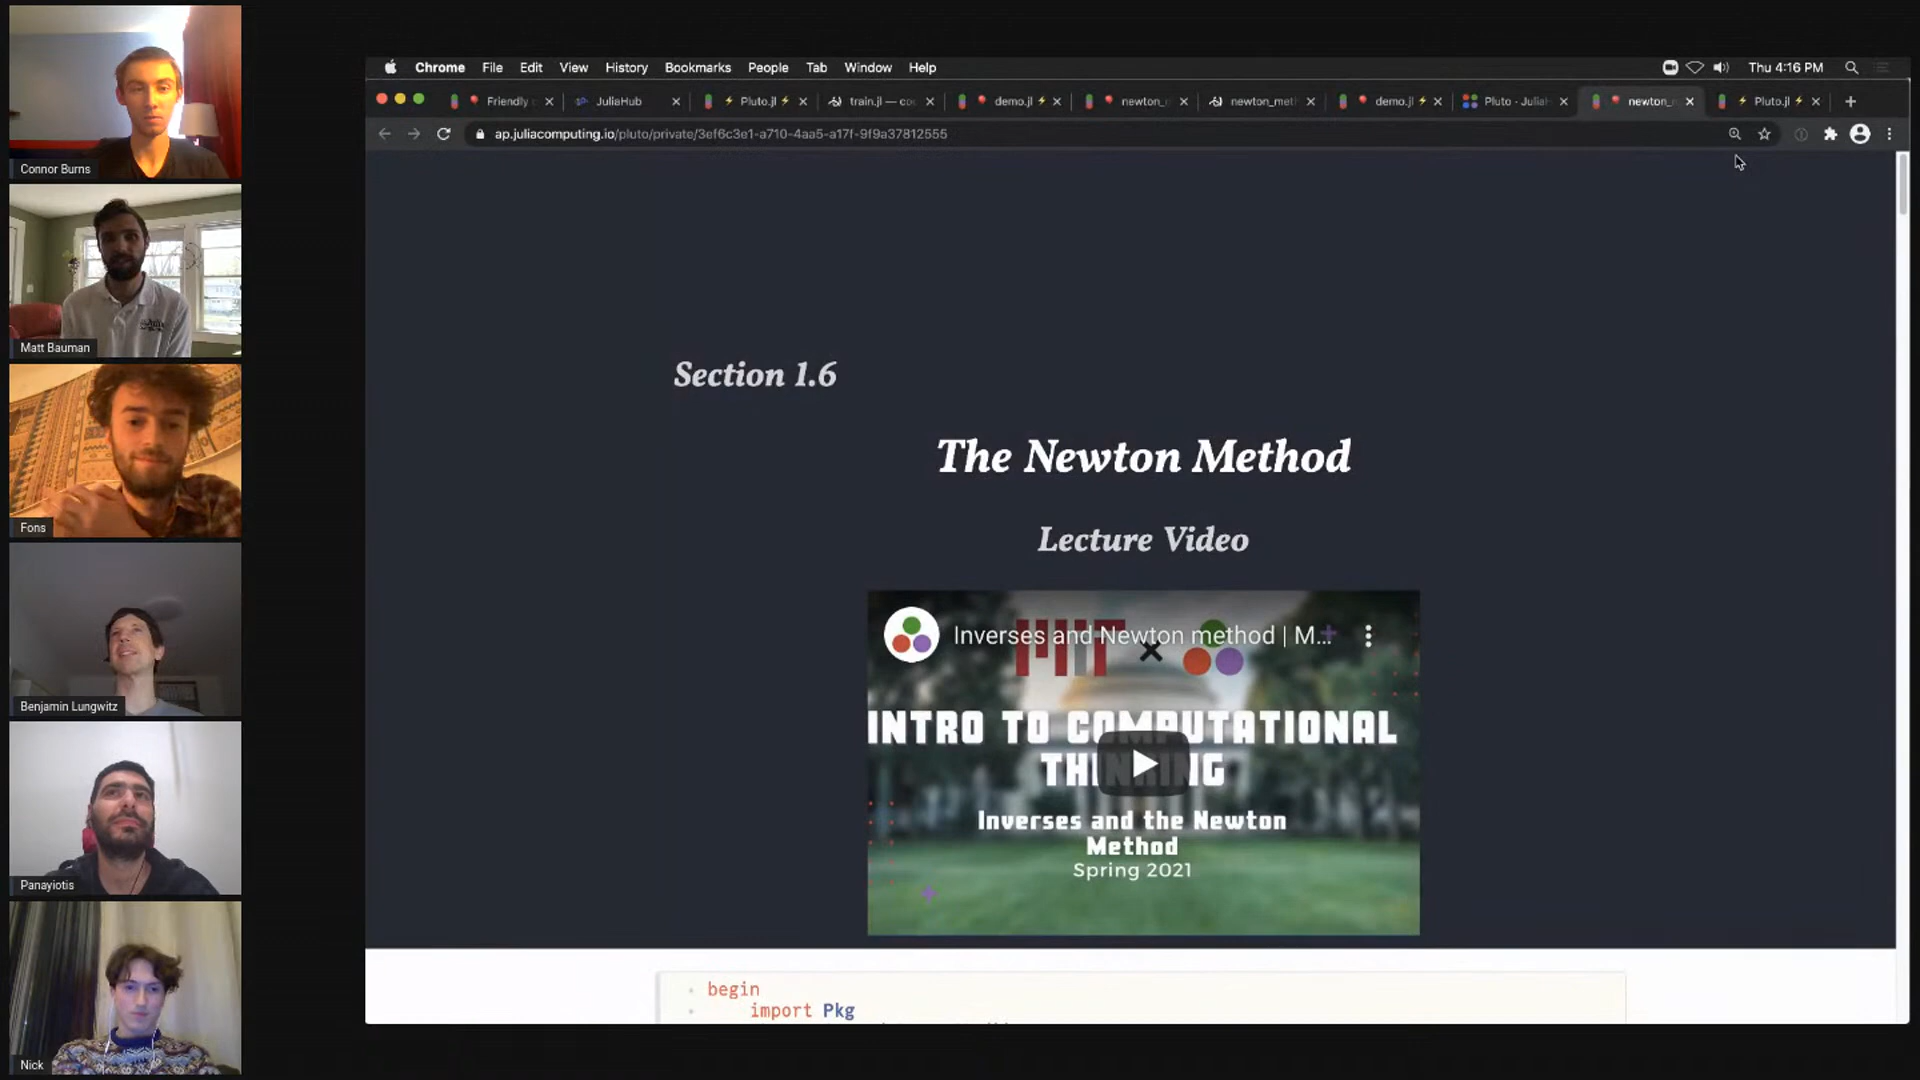 Connor Burns
Matt Bauman
Fons
Benjamin Lungwitz
Panayiotis
Nick
Chrome File Edit View History Bookmarks People Tab Window Help
Thu 4:16 PM
Friendly JuliaHub Pluto.jl train.jl — co demo.jl newton_ newton_met demo.jl Pluto - Julia newton_ Pluto.jl
ap.juliacomputing.io/pluto/private/3ef6c3e1-a710-4aa5-a17f-9f9a37812555
Section 1.6
The Newton Method
Lecture Video
Inverses and Newton method | M...
MIT
INTRO TO COMPUTATIONAL
THINKING
Inverses and the Newton
Method
Spring 2021
begin
import Pkg